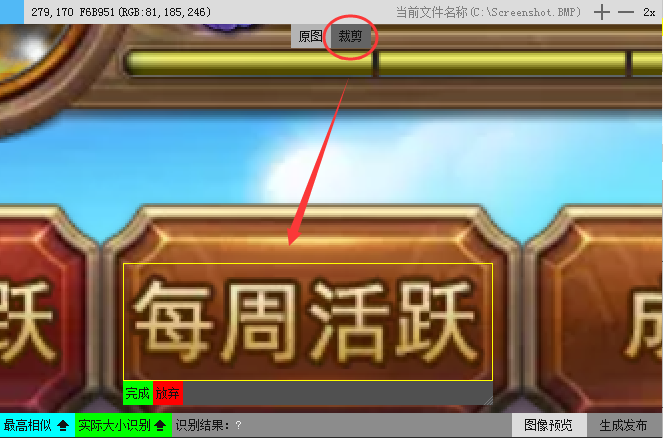 279,170 F6B951(RGB:81,185,246) 当前文件名称(C:\Screenshot.BMP) 2x
原图 裁剪
跃 每周活跃 成
完成 放弃
最高相似 实际大小识别 识别结果: ? 图像预览 生成发布